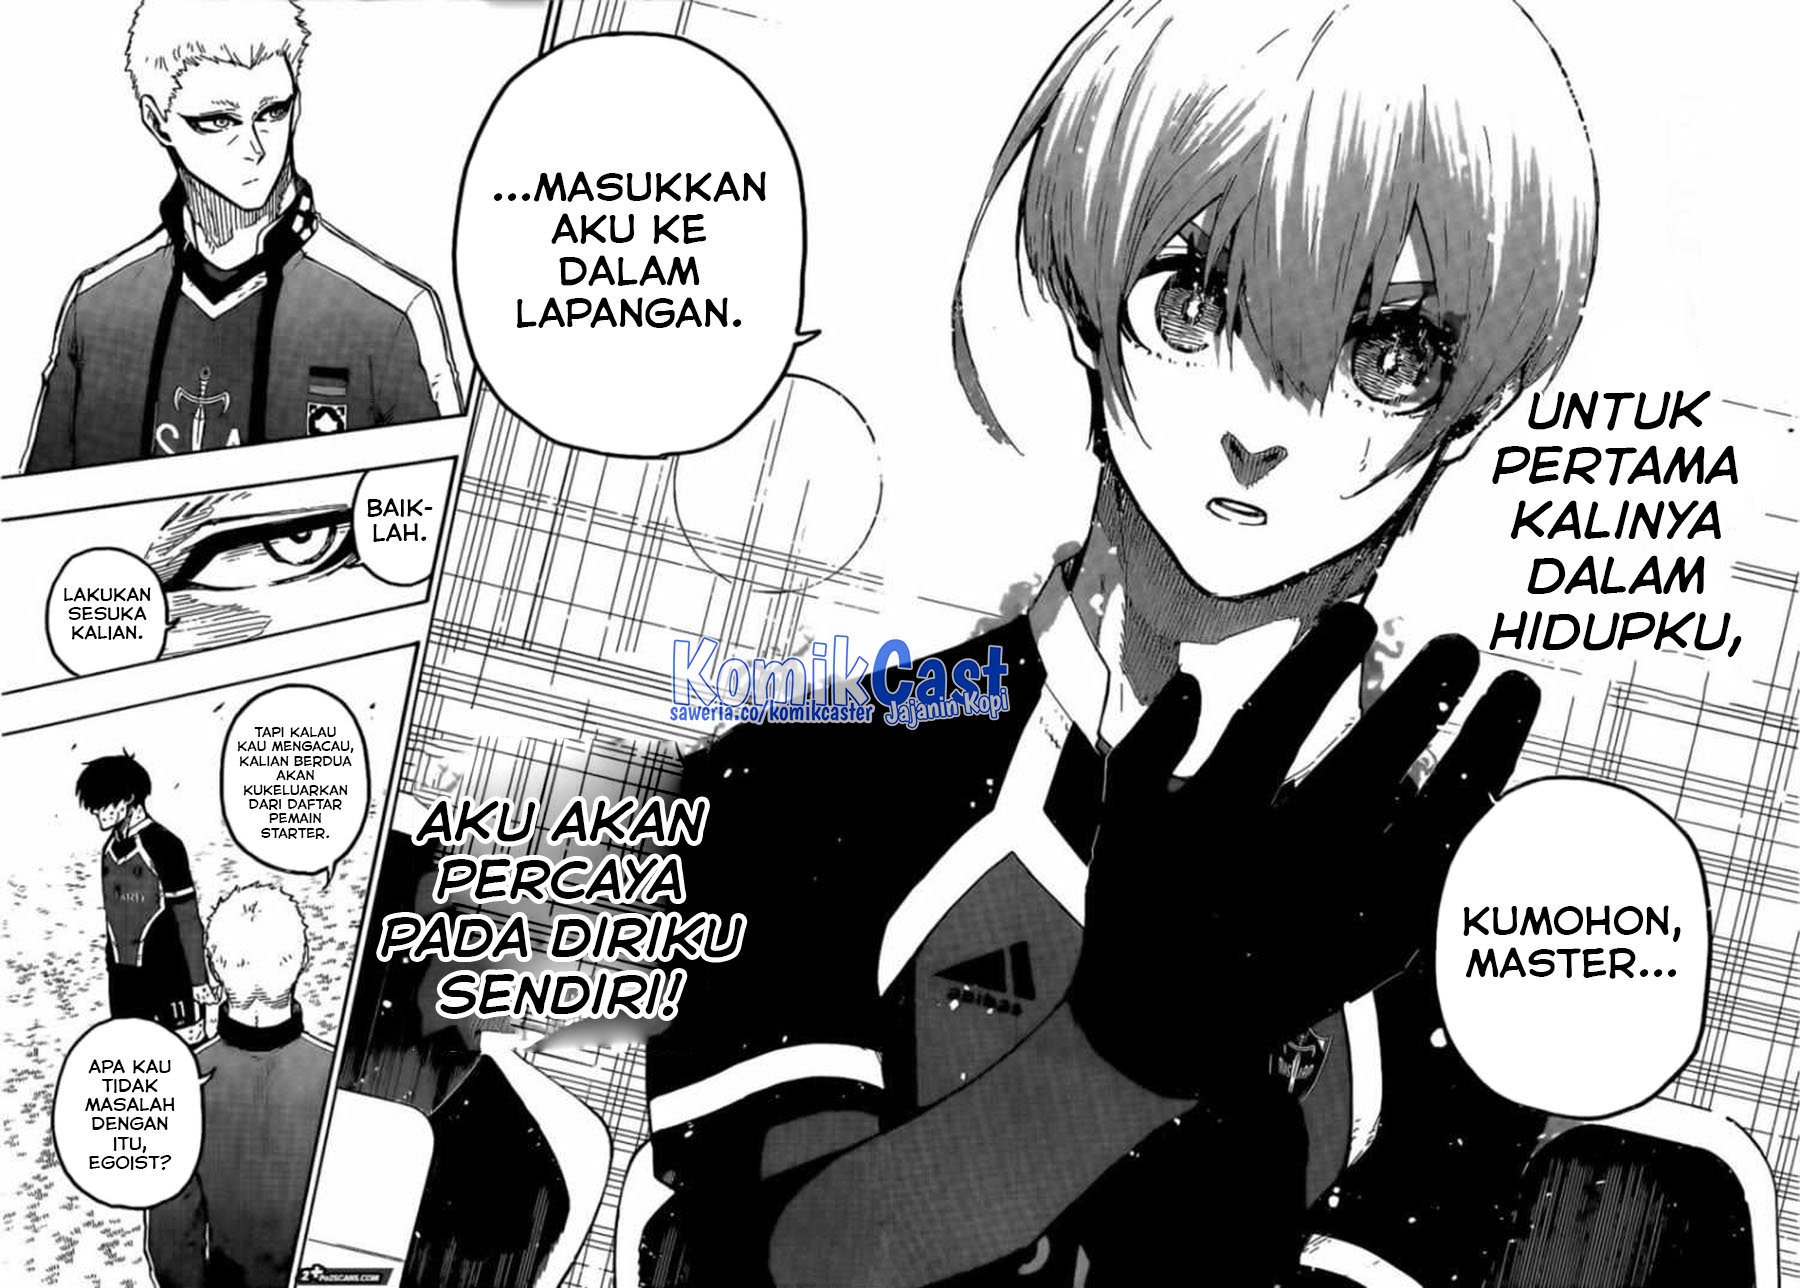 UNTUK
PERTAMA
KALINYA
DALAM
HIDUPKU,
KUMOHON,
MASTER...
...MASUKKAN
AKU KE
DALAM
LAPANGAN.
AKU AKAN
PERCAYA
PADA DIRIKU
SENDIRI!
KomikCast
saweria.co/komikcaster Jajanin Kopi
apibas
BAIK-
LAH.
LAKUKAN
SESUKA
KALIAN.
TAPI KALAU
KAU MENGACAU,
KALIAN BERDUA
AKAN
KUKELUARKAN
DARI DAFTAR
PEMAIN
STARTER.
11
APA KAU
TIDAK
MASALAH
DENGAN
ITU,
EGOIST?